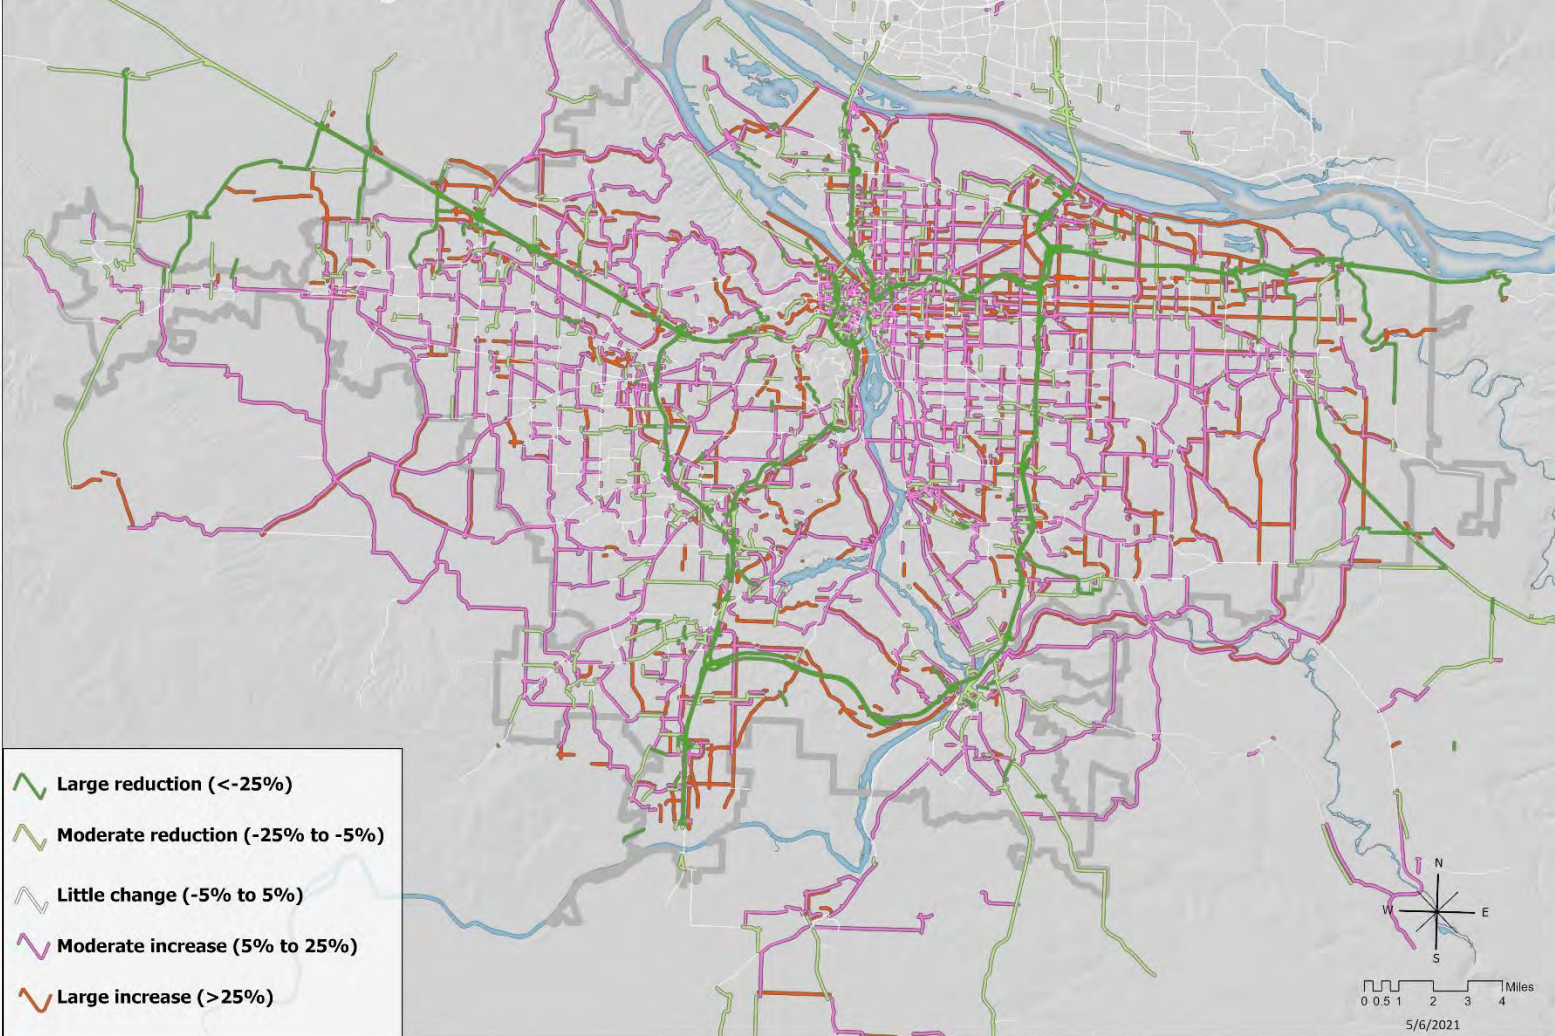 Large reduction (<-25%)
Moderate reduction (-25% to -5%)
Little change (-5% to 5%)
Moderate increase (5% to 25%)
Large increase (>25%)
N
W E
S
Miles
0 0.5 1 2 3 4
5/6/2021